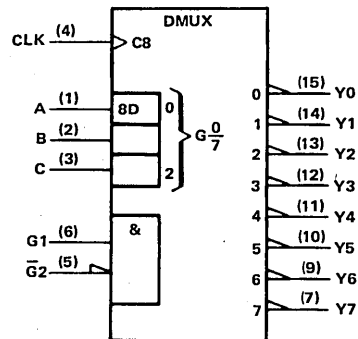 DMUX
CLK (4) C8
A (1) 8D 0
B (2)
C (3) 2
G 0/7
G1 (6) &
G̅2 (5)
0 (15) Y0
1 (14) Y1
2 (13) Y2
3 (12) Y3
4 (11) Y4
5 (10) Y5
6 (9) Y6
7 (7) Y7